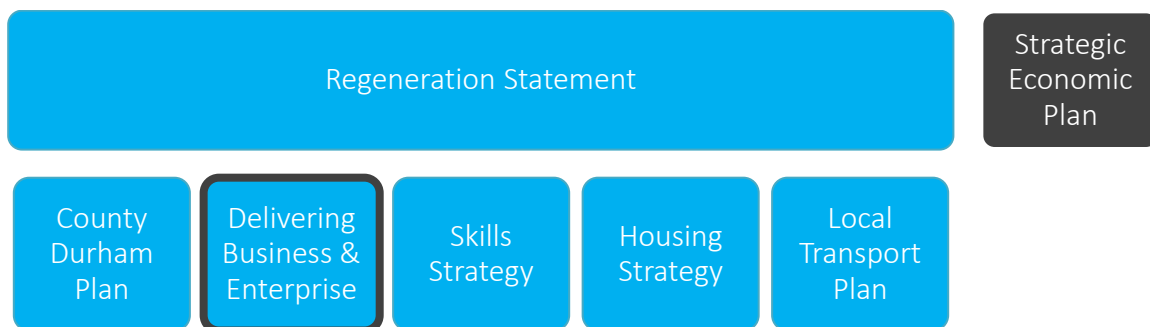 Regeneration Statement
Strategic
Economic
Plan
County
Durham
Plan
Delivering
Business &
Enterprise
Skills
Strategy
Housing
Strategy
Local
Transport
Plan